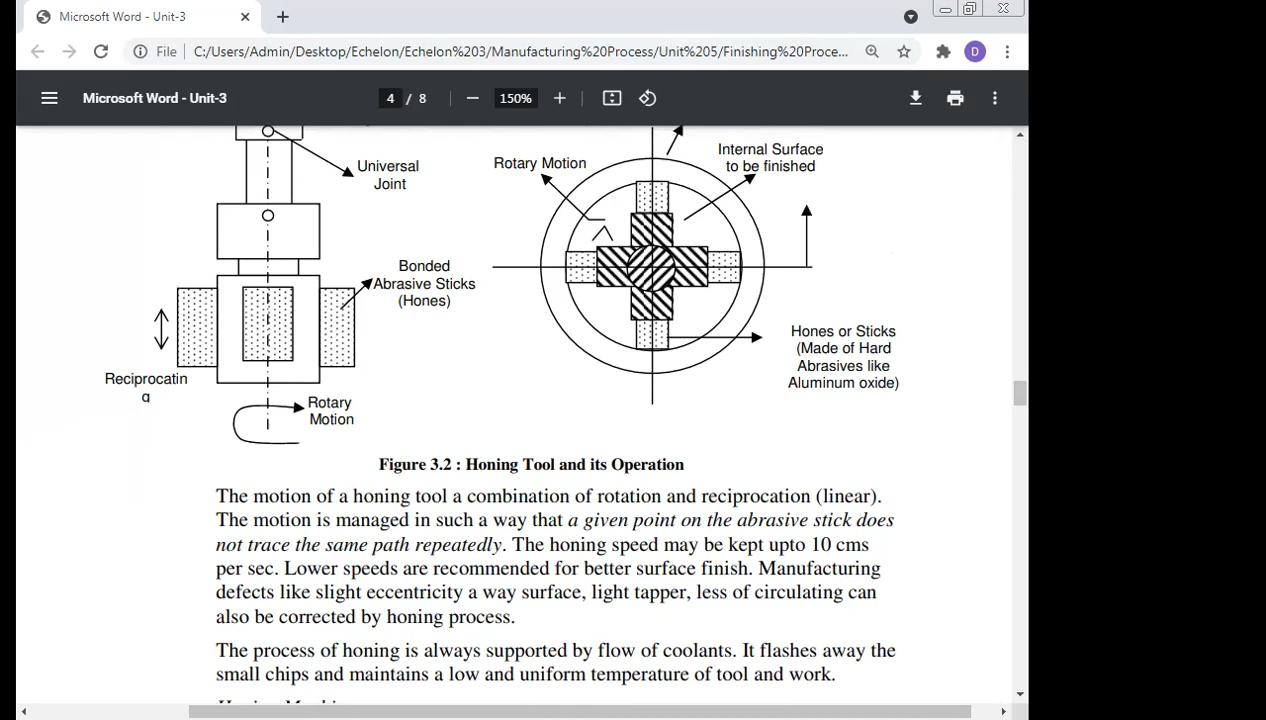 Microsoft Word - Unit-3
File C:/Users/Admin/Desktop/Echelon/Echelon%203/Manufacturing%20Process/Unit%205/Finishing%20Proce...
D
Microsoft Word - Unit-3
4 / 8
150%
Universal
Joint
Rotary Motion
Internal Surface
to be finished
Bonded
Abrasive Sticks
(Hones)
Hones or Sticks
(Made of Hard
Abrasives like
Aluminum oxide)
Reciprocatin
g
Rotary
Motion
Figure 3.2 : Honing Tool and its Operation
The motion of a honing tool a combination of rotation and reciprocation (linear).
The motion is managed in such a way that a given point on the abrasive stick does
not trace the same path repeatedly. The honing speed may be kept upto 10 cms
per sec. Lower speeds are recommended for better surface finish. Manufacturing
defects like slight eccentricity a way surface, light tapper, less of circulating can
also be corrected by honing process.
The process of honing is always supported by flow of coolants. It flashes away the
small chips and maintains a low and uniform temperature of tool and work.